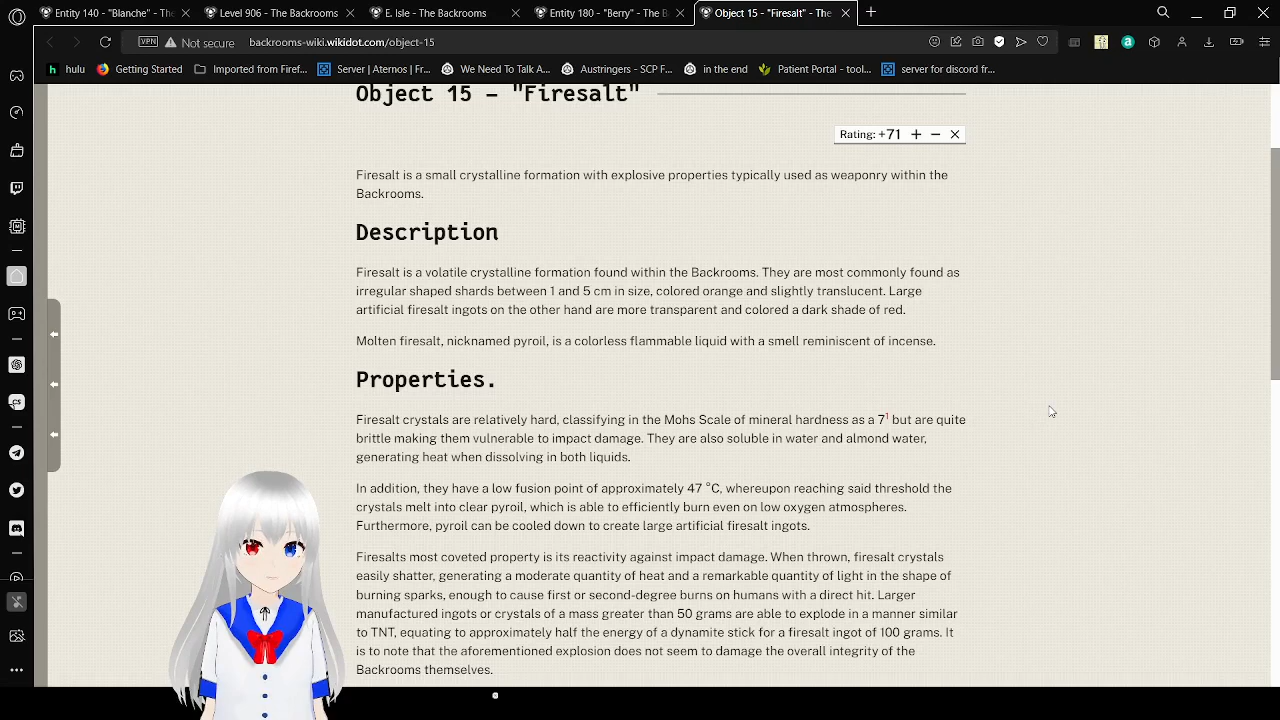 Entity 140 - "Blanche" - The
Level 906 - The Backrooms
E. Isle - The Backrooms
Entity 180 - "Berry" - The B
Object 15 - "Firesalt" - The
VPN
Not secure
backrooms-wiki.wikidot.com/object-15
hulu
Getting Started
Imported from Firef...
Server | Aternos | Fr...
We Need To Talk A...
Austringers - SCP F...
in the end
Patient Portal - tool...
server for discord fr...
Object 15 - "Firesalt"
Rating: +71 + − ×
Firesalt is a small crystalline formation with explosive properties typically used as weaponry within the
Backrooms.
Description
Firesalt is a volatile crystalline formation found within the Backrooms. They are most commonly found as
irregular shaped shards between 1 and 5 cm in size, colored orange and slightly translucent. Large
artificial firesalt ingots on the other hand are more transparent and colored a dark shade of red.
Molten firesalt, nicknamed pyroil, is a colorless flammable liquid with a smell reminiscent of incense.
Properties.
Firesalt crystals are relatively hard, classifying in the Mohs Scale of mineral hardness as a 7¹ but are quite
brittle making them vulnerable to impact damage. They are also soluble in water and almond water,
generating heat when dissolving in both liquids.
In addition, they have a low fusion point of approximately 47 °C, whereupon reaching said threshold the
crystals melt into clear pyroil, which is able to efficiently burn even on low oxygen atmospheres.
Furthermore, pyroil can be cooled down to create large artificial firesalt ingots.
Firesalts most coveted property is its reactivity against impact damage. When thrown, firesalt crystals
easily shatter, generating a moderate quantity of heat and a remarkable quantity of light in the shape of
burning sparks, enough to cause first or second-degree burns on humans with a direct hit. Larger
manufactured ingots or crystals of a mass greater than 50 grams are able to explode in a manner similar
to TNT, equating to approximately half the energy of a dynamite stick for a firesalt ingot of 100 grams. It
is to note that the aforementioned explosion does not seem to damage the overall integrity of the
Backrooms themselves.